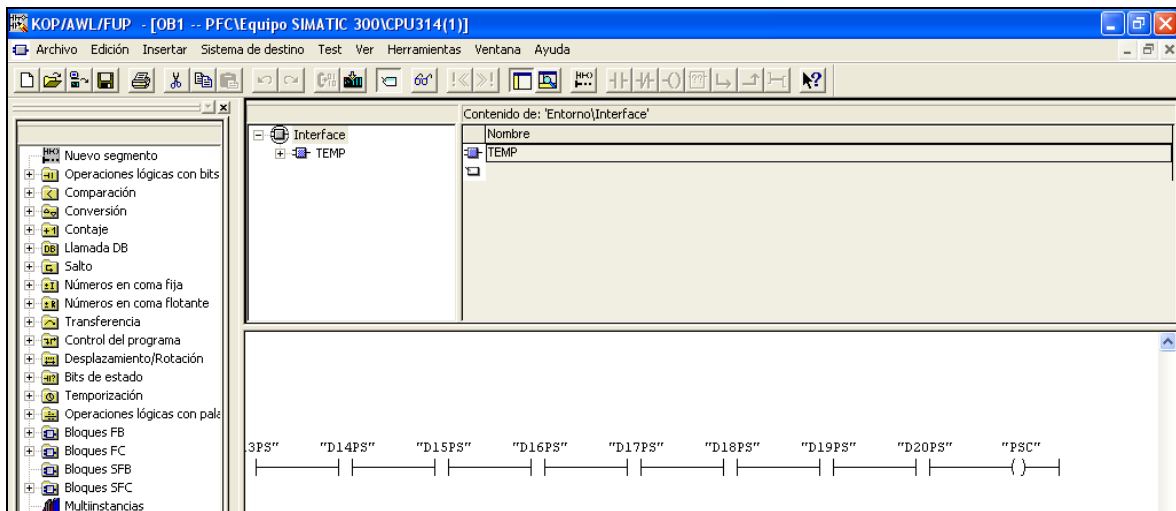 KOP/AWL/FUP - [OB1 -- PFC\Equipo SIMATIC 300\CPU314(1)]
Archivo Edición Insertar Sistema de destino Test Ver Herramientas Ventana Ayuda
Contenido de: 'Entorno\Interface'
Interface
TEMP
Nombre
TEMP
Nuevo segmento
Operaciones lógicas con bits
Comparación
Conversión
Contaje
Llamada DB
Salto
Números en coma fija
Números en coma flotante
Transferencia
Control del programa
Desplazamiento/Rotación
Bits de estado
Temporización
Operaciones lógicas con pala
Bloques FB
Bloques FC
Bloques SFB
Bloques SFC
Multiinstancias
3PS" "D14PS" "D15PS" "D16PS" "D17PS" "D18PS" "D19PS" "D20PS" "PSC"